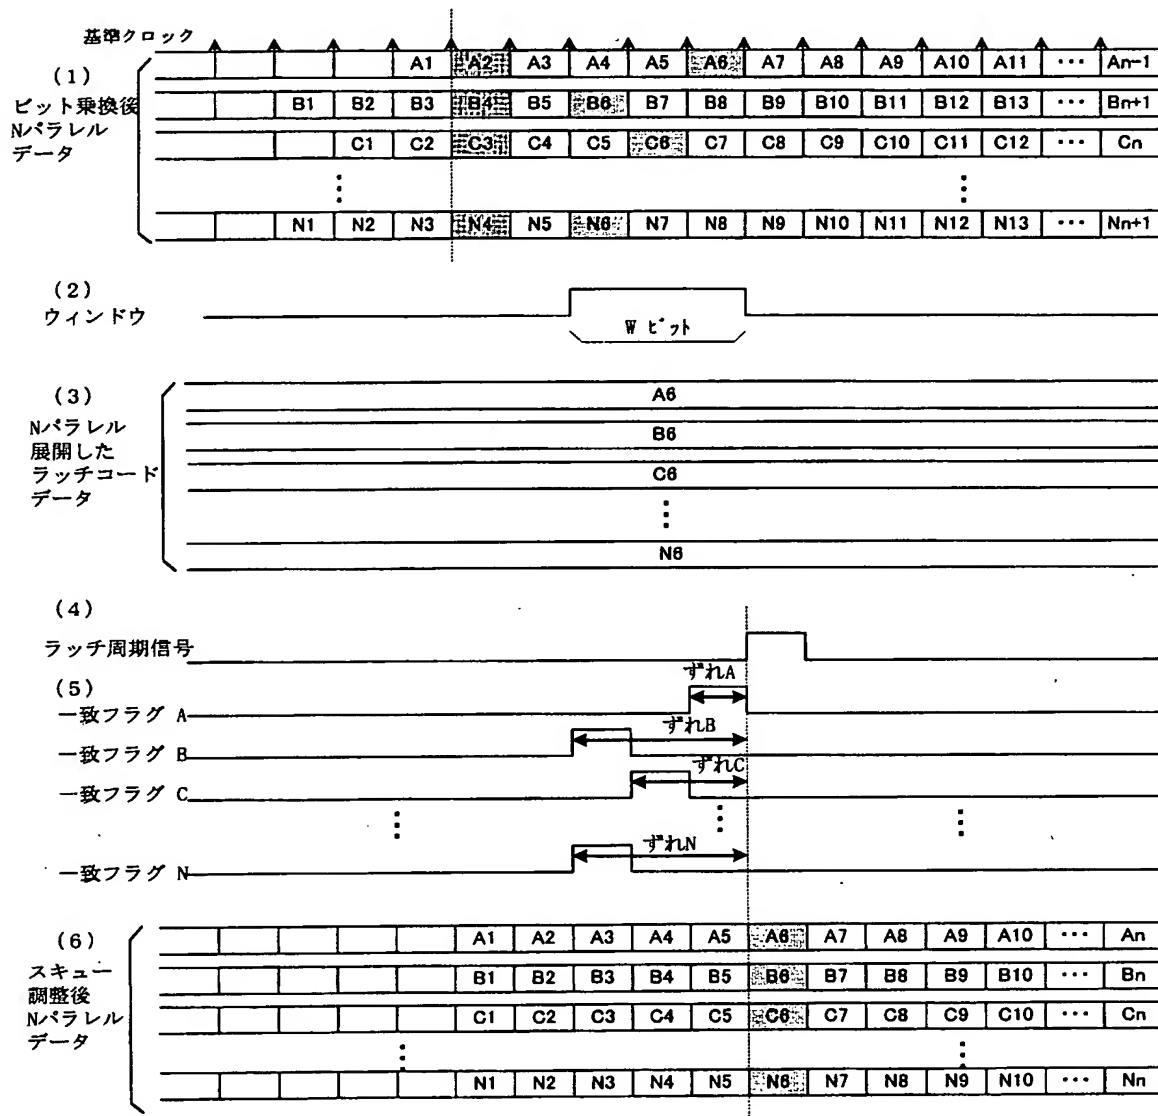 基準クロック
(1)
ビット乗換後
Nパラレル
データ
A1 A2 A3 A4 A5 A6 A7 A8 A9 A10 A11 ・・・ An-1
B1 B2 B3 B4 B5 B6 B7 B8 B9 B10 B11 B12 B13 ・・・ Bn+1
C1 C2 C3 C4 C5 C6 C7 C8 C9 C10 C11 C12 ・・・ Cn
N1 N2 N3 N4 N5 N6 N7 N8 N9 N10 N11 N12 N13 ・・・ Nn+1
(2)
ウィンドウ
W ビット
(3)
Nパラレル
展開した
ラッチコード
データ
A6
B6
C6
N6
(4)
ラッチ周期信号
(5)
ずれA
一致フラグ A
ずれB
一致フラグ B
ずれC
一致フラグ C
ずれN
一致フラグ N
(6)
スキュー
調整後
Nパラレル
データ
A1 A2 A3 A4 A5 A6 A7 A8 A9 A10 ・・・ An
B1 B2 B3 B4 B5 B6 B7 B8 B9 B10 ・・・ Bn
C1 C2 C3 C4 C5 C6 C7 C8 C9 C10 ・・・ Cn
N1 N2 N3 N4 N5 N6 N7 N8 N9 N10 ・・・ Nn